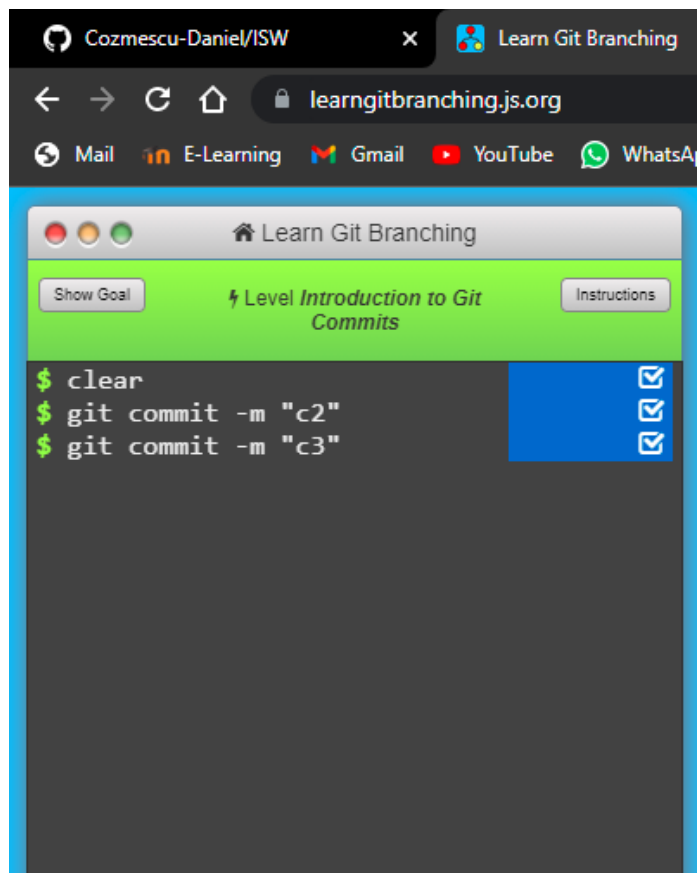 Cozmescu-Daniel/ISW
Learn Git Branching
learngitbranching.js.org
Mail E-Learning Gmail YouTube
Learn Git Branching
Show Goal
Level Introduction to Git
Commits
Instructions
$ clear
$ git commit -m "c2"
$ git commit -m "c3"